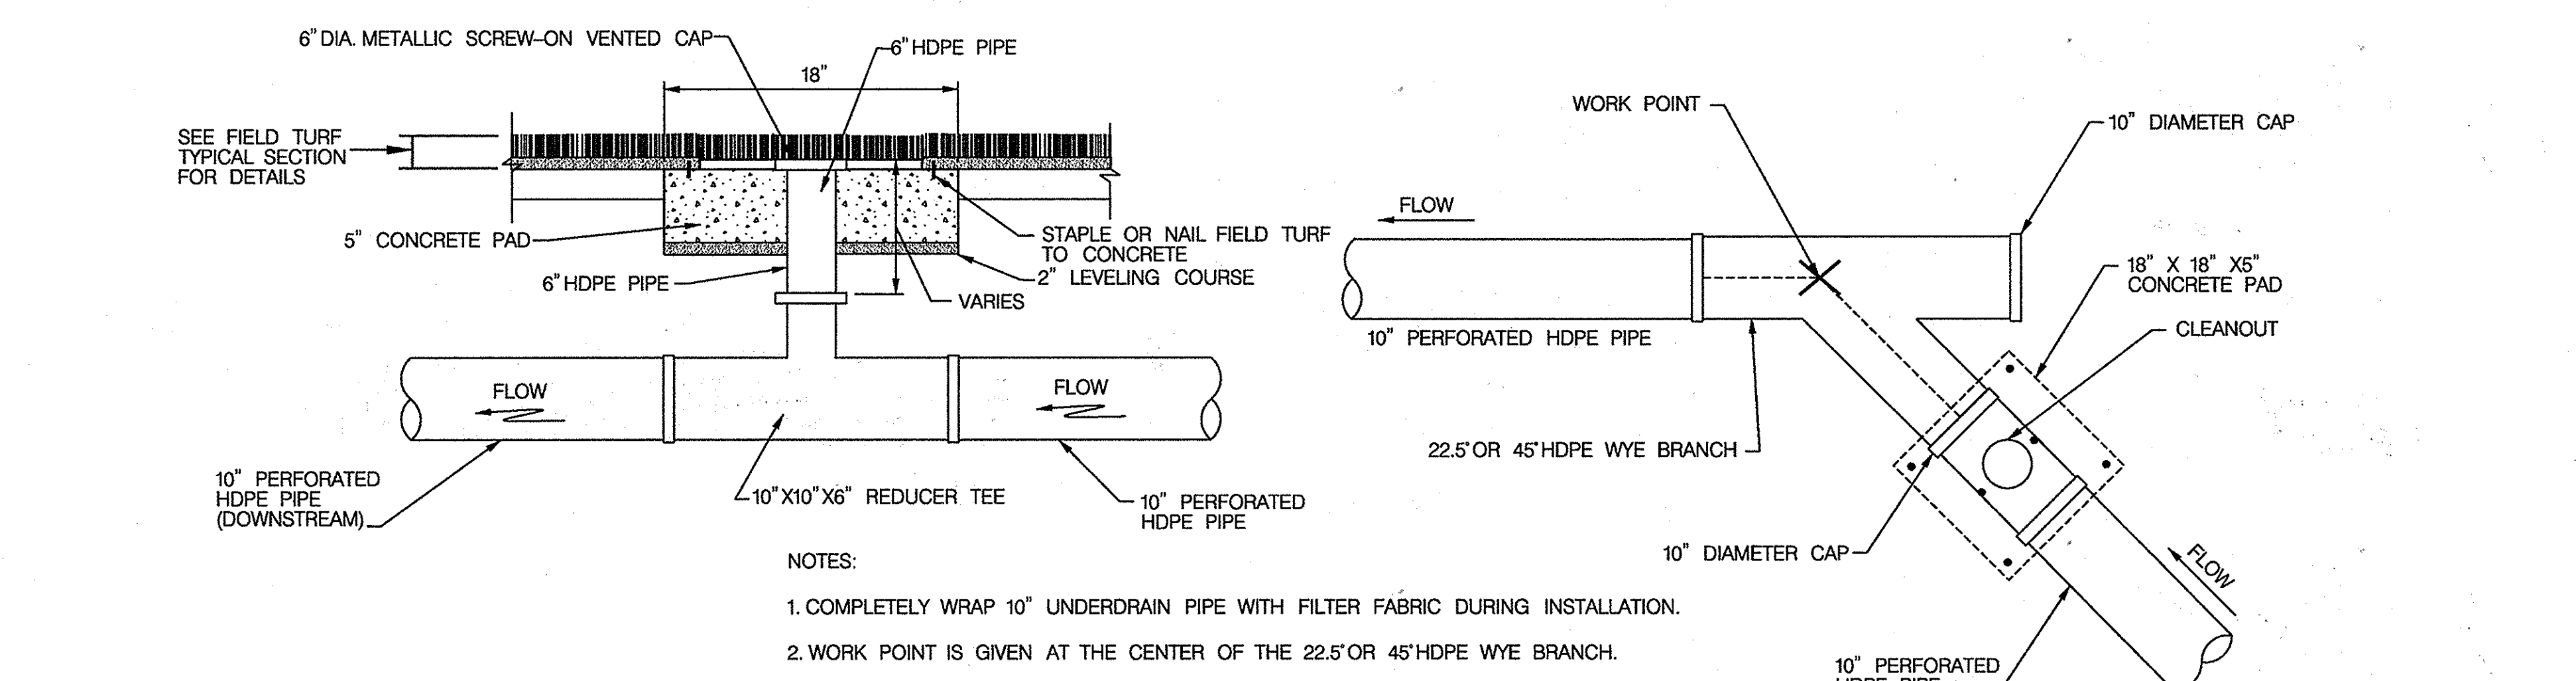 6" DIA. METALLIC SCREW-ON VENTED CAP
6" HDPE PIPE
18"
SEE FIELD TURF
TYPICAL SECTION
FOR DETAILS
5" CONCRETE PAD
STAPLE OR NAIL FIELD TURF
TO CONCRETE
2" LEVELING COURSE
6" HDPE PIPE
VARIES
FLOW
FLOW
10" PERFORATED
HDPE PIPE
(DOWNSTREAM)
10"X10"X6" REDUCER TEE
10" PERFORATED
HDPE PIPE
WORK POINT
10" DIAMETER CAP
FLOW
18" X 18" X5"
CONCRETE PAD
CLEANOUT
10" PERFORATED HDPE PIPE
22.5° OR 45° HDPE WYE BRANCH
10" DIAMETER CAP
FLOW
10" PERFORATED
HDPE PIPE
NOTES:
1. COMPLETELY WRAP 10" UNDERDRAIN PIPE WITH FILTER FABRIC DURING INSTALLATION.
2. WORK POINT IS GIVEN AT THE CENTER OF THE 22.5° OR 45° HDPE WYE BRANCH.